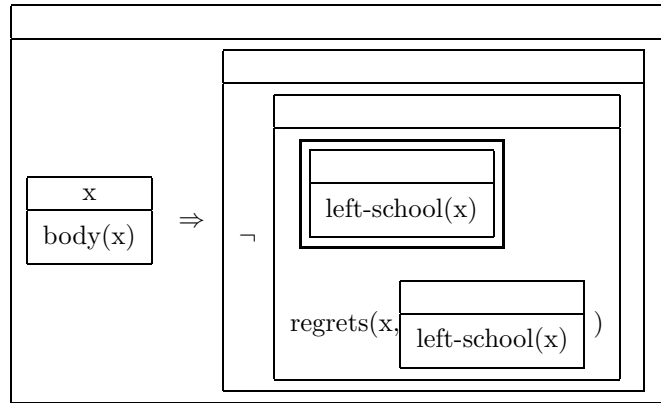 x
body(x)
⇒
¬
left-school(x)
regrets(x,
left-school(x)
)